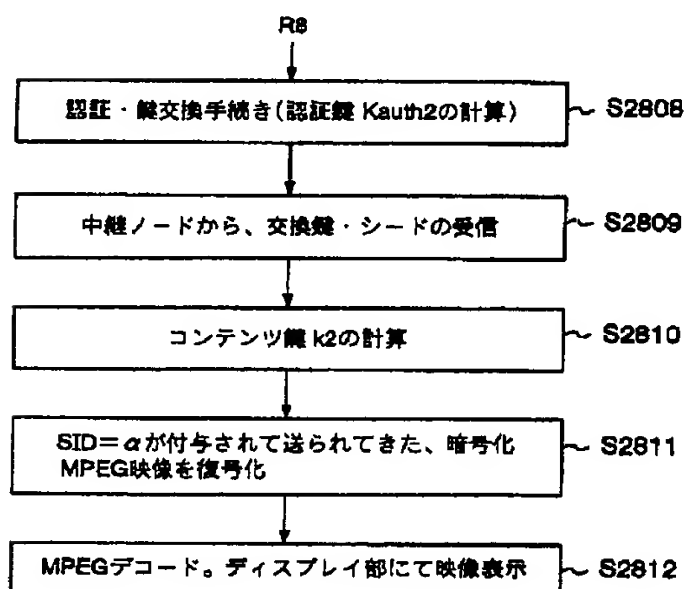 R8
認証・鍵交換手続き(認証鍵 Kauth2の計算) S2808
中継ノードから、交換鍵・シードの受信 S2809
コンテンツ鍵 k2の計算 S2810
SID=αが付与されて送られてきた、暗号化 S2811
MPEG映像を復号化
MPEGデコード。ディスプレイ部にて映像表示 S2812